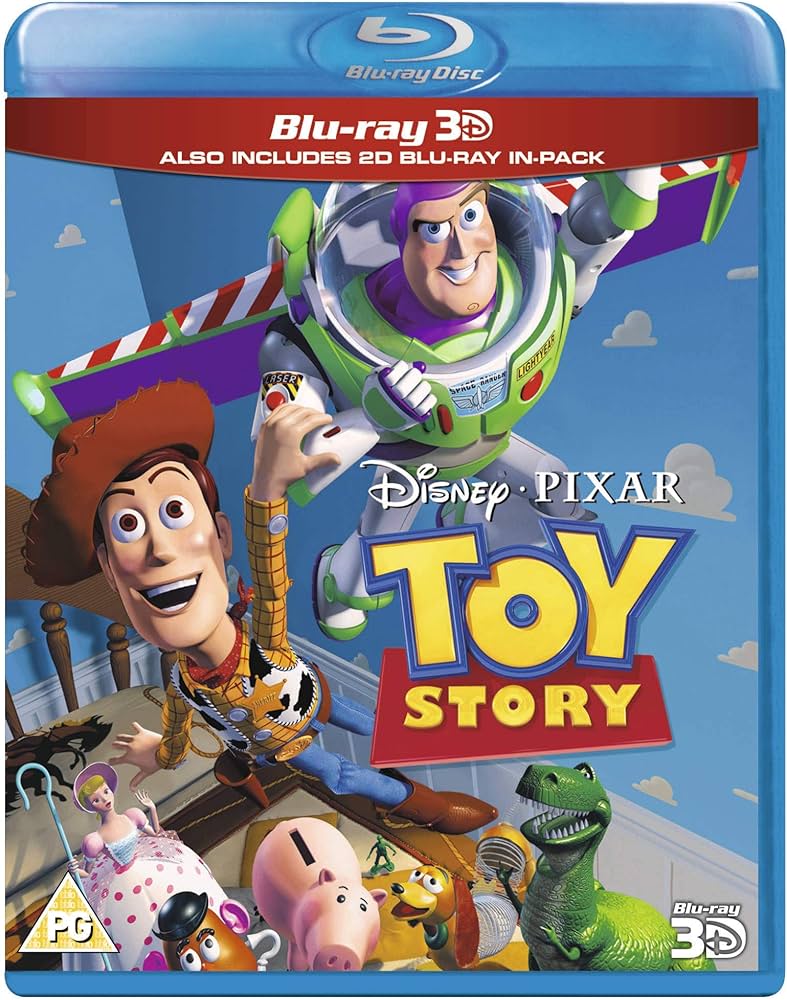 Blu-ray Disc
Blu-ray 3D
ALSO INCLUDES 2D BLU-RAY IN-PACK
LASER
SPACE RANGER
LIGHTYEAR
Disney · PIXAR
TOY
STORY
PG
Blu-ray
3D